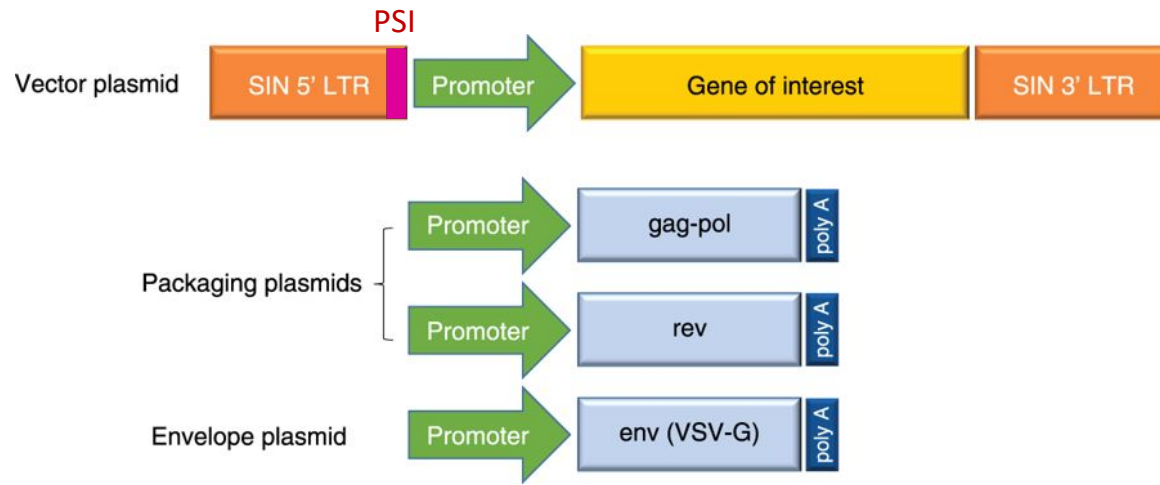 PSI
Vector plasmid SIN 5' LTR Promoter Gene of interest SIN 3' LTR
Promoter gag-pol poly A
Packaging plasmids
Promoter rev poly A
Envelope plasmid Promoter env (VSV-G) poly A